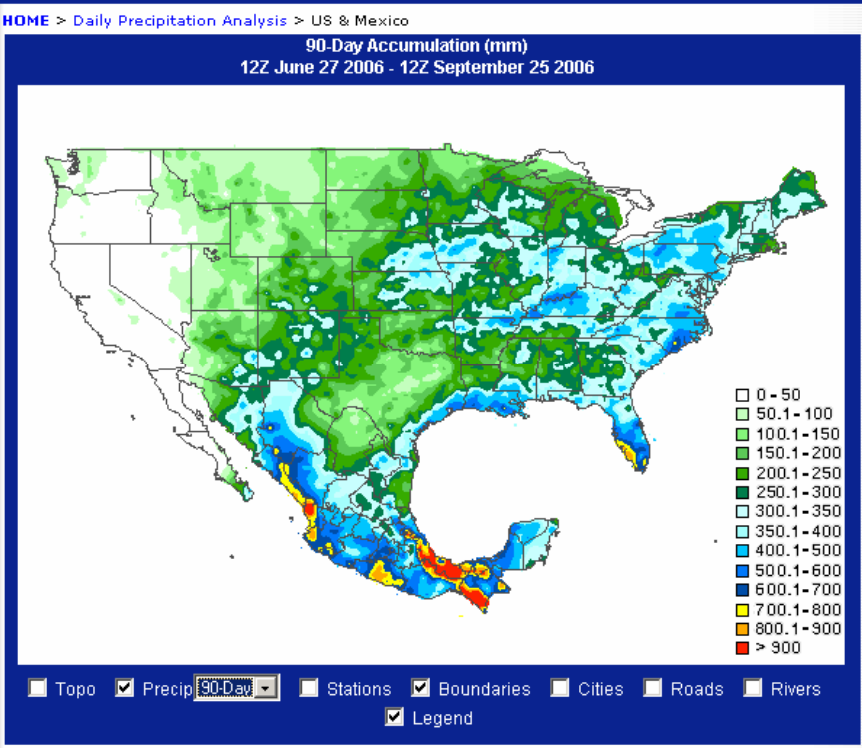 HOME > Daily Precipitation Analysis > US & Mexico
90-Day Accumulation (mm)
12Z June 27 2006 - 12Z September 25 2006
0 - 50
50.1 - 100
100.1 - 150
150.1 - 200
200.1 - 250
250.1 - 300
300.1 - 350
350.1 - 400
400.1 - 500
500.1 - 600
600.1 - 700
700.1 - 800
800.1 - 900
> 900
Topo Precip 90-Day Stations Boundaries Cities Roads Rivers
Legend